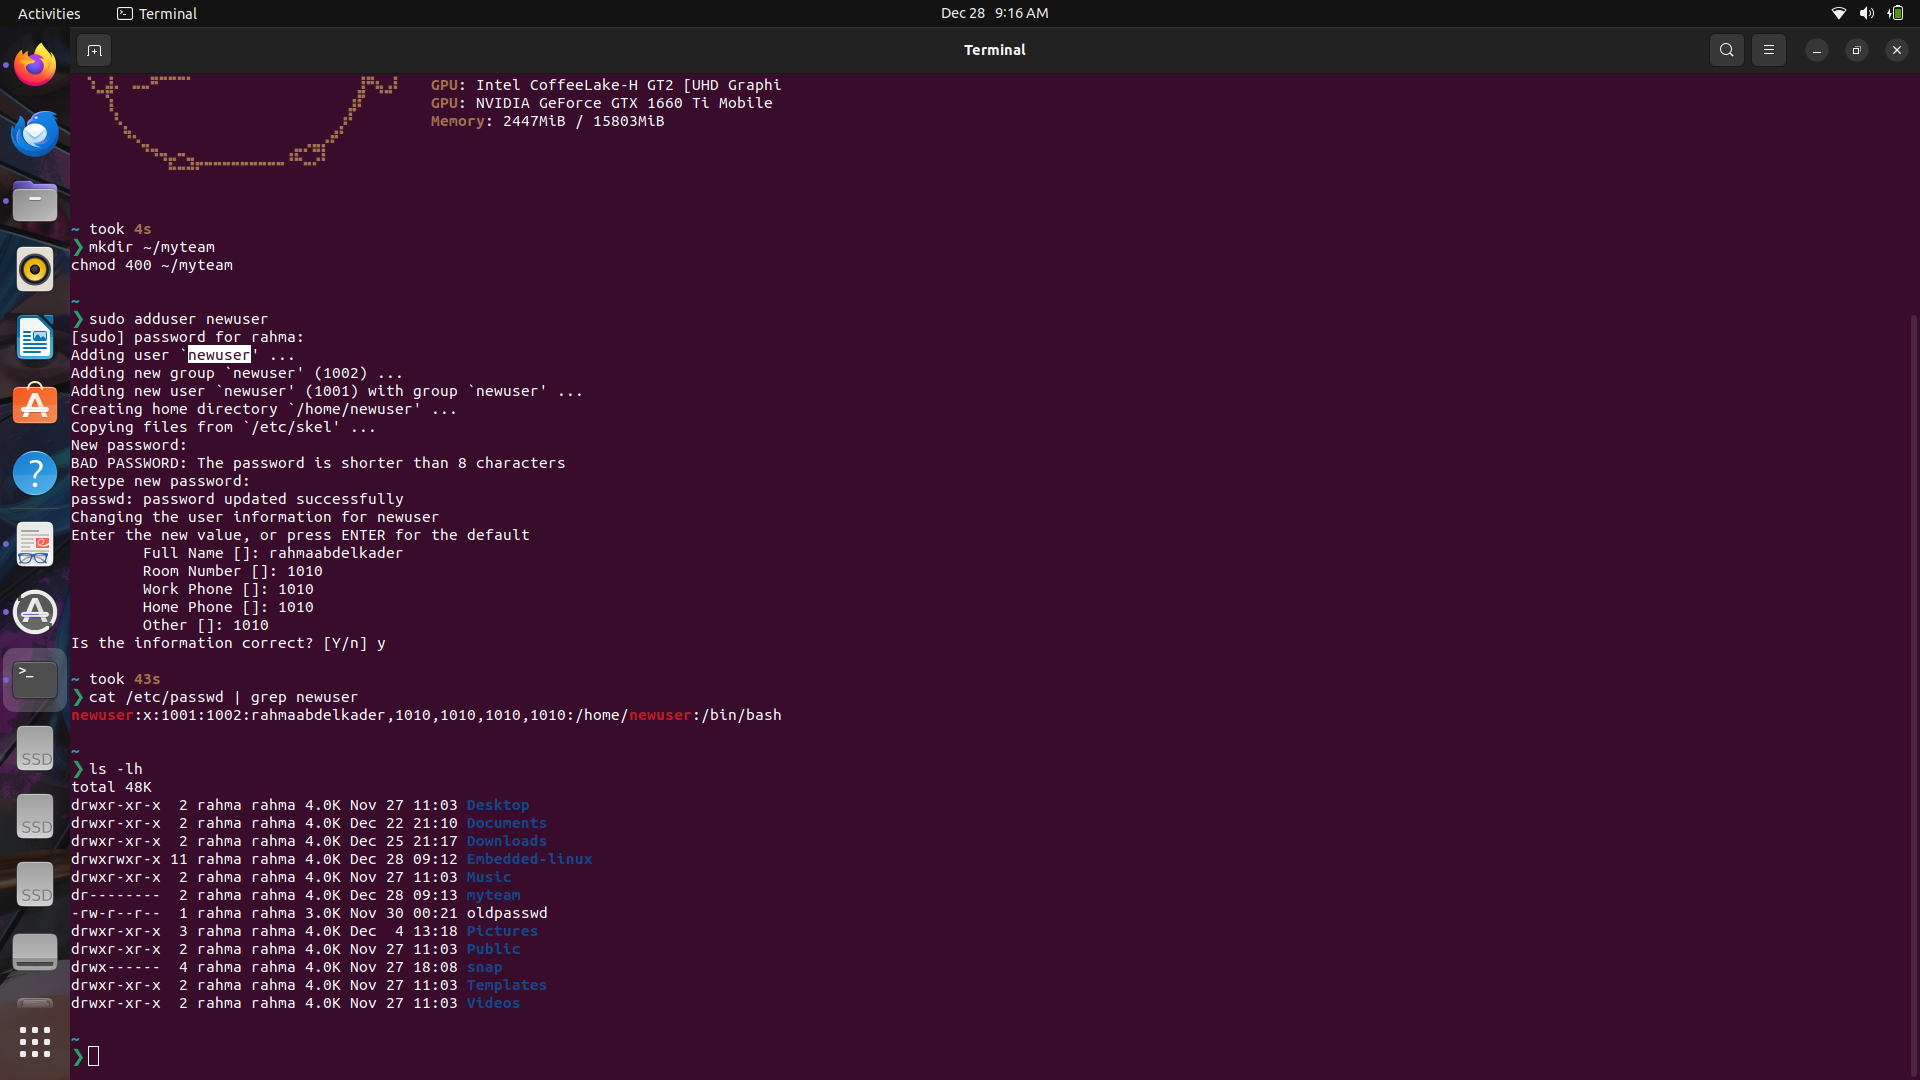 Activities
Terminal
Dec 28 9:16 AM
Terminal
GPU: Intel CoffeeLake-H GT2 [UHD Graphi
GPU: NVIDIA GeForce GTX 1660 Ti Mobile
Memory: 2447MiB / 15803MiB
~ took 4s
❯ mkdir ~/myteam
chmod 400 ~/myteam
~
❯ sudo adduser newuser
[sudo] password for rahma:
Adding user `newuser' ...
Adding new group `newuser' (1002) ...
Adding new user `newuser' (1001) with group `newuser' ...
Creating home directory `/home/newuser' ...
Copying files from `/etc/skel' ...
New password:
BAD PASSWORD: The password is shorter than 8 characters
Retype new password:
passwd: password updated successfully
Changing the user information for newuser
Enter the new value, or press ENTER for the default
Full Name []: rahmaabdelkader
Room Number []: 1010
Work Phone []: 1010
Home Phone []: 1010
Other []: 1010
Is the information correct? [Y/n] y
~ took 43s
❯ cat /etc/passwd | grep newuser
newuser:x:1001:1002:rahmaabdelkader,1010,1010,1010,1010:/home/newuser:/bin/bash
~
❯ ls -lh
total 48K
drwxr-xr-x  2 rahma rahma 4.0K Nov 27 11:03 Desktop
drwxr-xr-x  2 rahma rahma 4.0K Dec 22 21:10 Documents
drwxr-xr-x  2 rahma rahma 4.0K Dec 25 21:17 Downloads
drwxrwxr-x 11 rahma rahma 4.0K Dec 28 09:12 Embedded-linux
drwxr-xr-x  2 rahma rahma 4.0K Nov 27 11:03 Music
dr--------  2 rahma rahma 4.0K Dec 28 09:13 myteam
-rw-r--r--  1 rahma rahma 3.0K Nov 30 00:21 oldpasswd
drwxr-xr-x  3 rahma rahma 4.0K Dec  4 13:18 Pictures
drwxr-xr-x  2 rahma rahma 4.0K Nov 27 11:03 Public
drwx------  4 rahma rahma 4.0K Nov 27 18:08 snap
drwxr-xr-x  2 rahma rahma 4.0K Nov 27 11:03 Templates
drwxr-xr-x  2 rahma rahma 4.0K Nov 27 11:03 Videos
~
❯
SSD
SSD
SSD